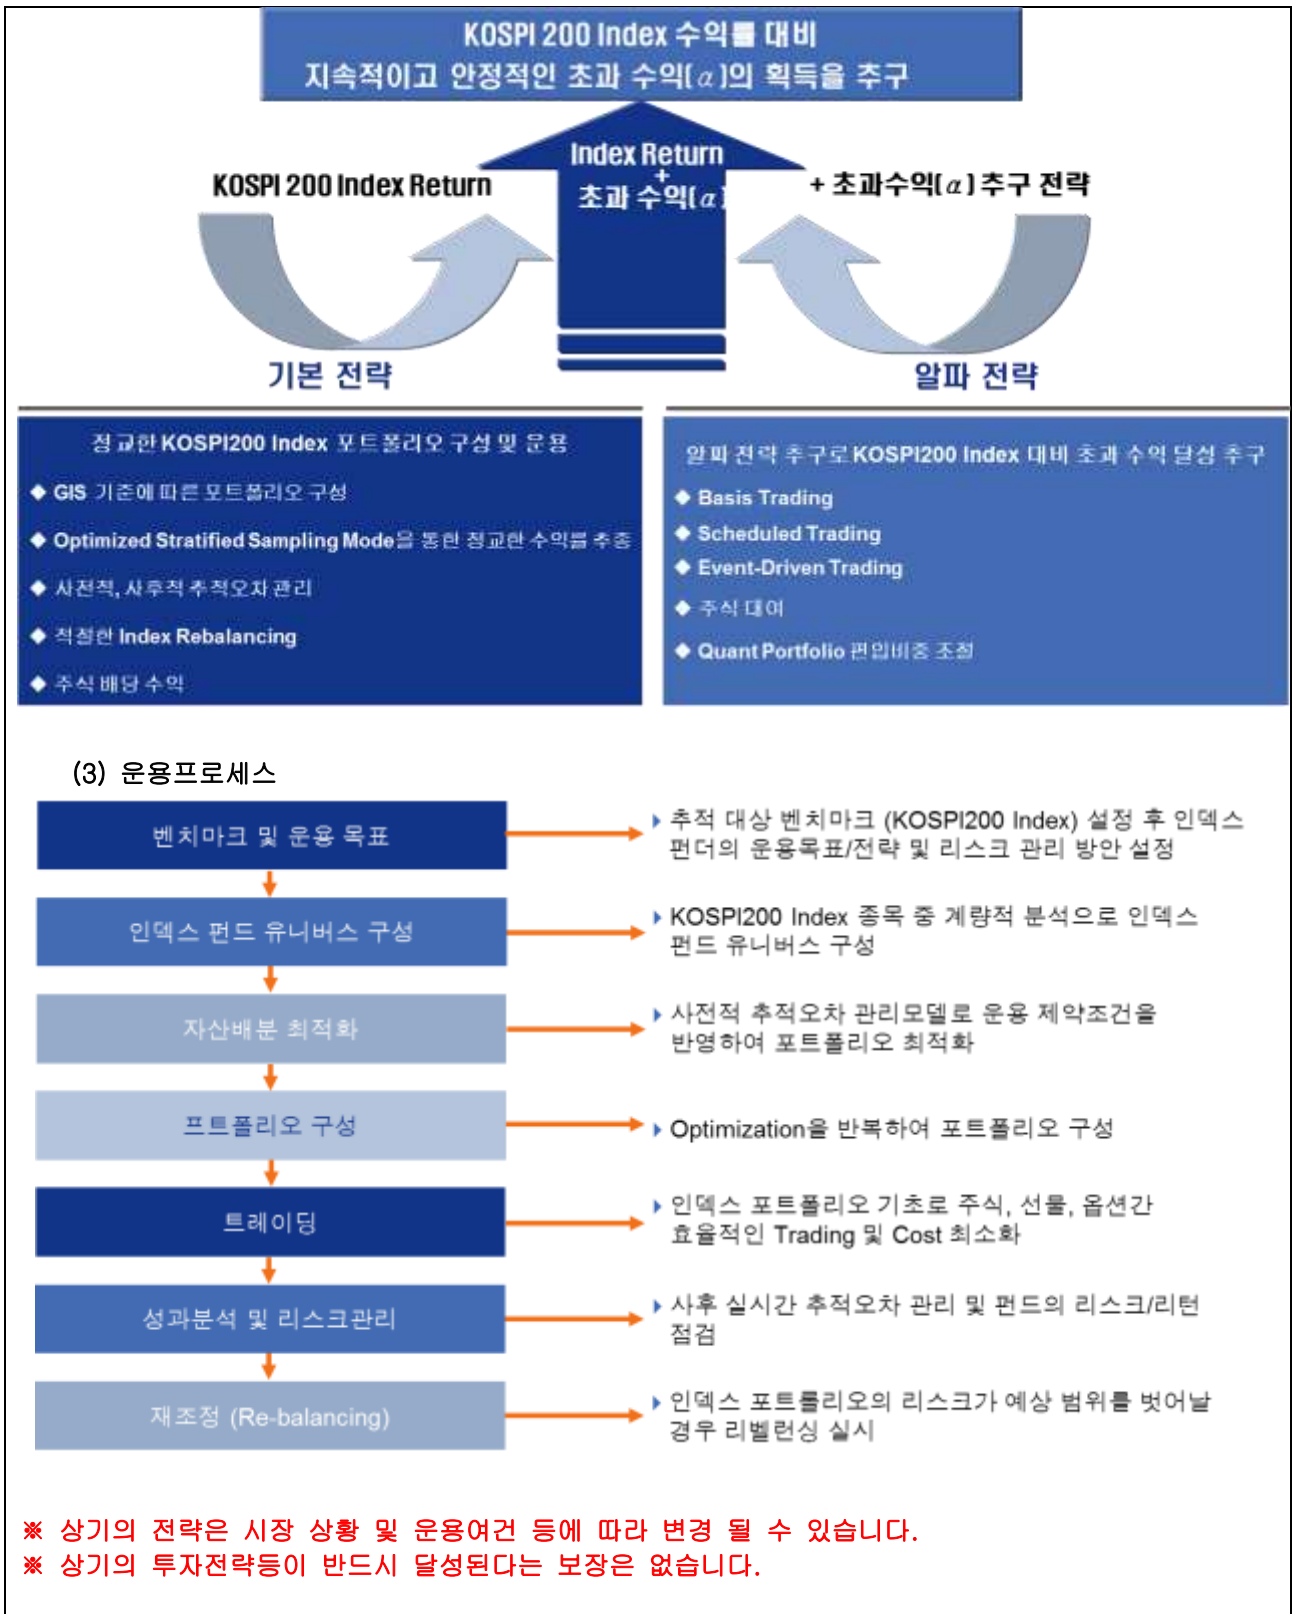 KOSPI 200 Index 수익률 대비
지속적이고 안정적인 초과 수익(α)의 획득을 추구
Index Return
+
초과 수익(α)
KOSPI 200 Index Return
+ 초과수익(α) 추구 전략
기본 전략
알파 전략
정교한 KOSPI200 Index 포트폴리오 구성 및 운용
◆ GIS 기준에 따른 포트폴리오 구성
◆ Optimized Stratified Sampling Mode을 통한 정교한 수익률 추종
◆ 사전적, 사후적 추적오차 관리
◆ 적절한 Index Rebalancing
◆ 주식 배당 수익
알파 전략 추구로 KOSPI200 Index 대비 초과 수익 달성 추구
◆ Basis Trading
◆ Scheduled Trading
◆ Event-Driven Trading
◆ 주식 대여
◆ Quant Portfolio 편입비중 조절
(3) 운용프로세스
벤치마크 및 운용 목표
추적 대상 벤치마크 (KOSPI200 Index) 설정 후 인덱스
펀더의 운용목표/전략 및 리스크 관리 방안 설정
인덱스 펀드 유니버스 구성
KOSPI200 Index 종목 중 계량적 분석으로 인덱스
펀드 유니버스 구성
자산배분 최적화
사전적 추적오차 관리모델로 운용 제약조건을
반영하여 포트폴리오 최적화
프트폴리오 구성
Optimization을 반복하여 포트폴리오 구성
트레이딩
인덱스 포트폴리오 기초로 주식, 선물, 옵션간
효율적인 Trading 및 Cost 최소화
성과분석 및 리스크관리
사후 실시간 추적오차 관리 및 펀드의 리스크/리턴
점검
재조정 (Re-balancing)
인덱스 포트폴리오의 리스크가 예상 범위를 벗어날
경우 리벨런싱 실시
※ 상기의 전략은 시장 상황 및 운용여건 등에 따라 변경 될 수 있습니다.
※ 상기의 투자전략등이 반드시 달성된다는 보장은 없습니다.